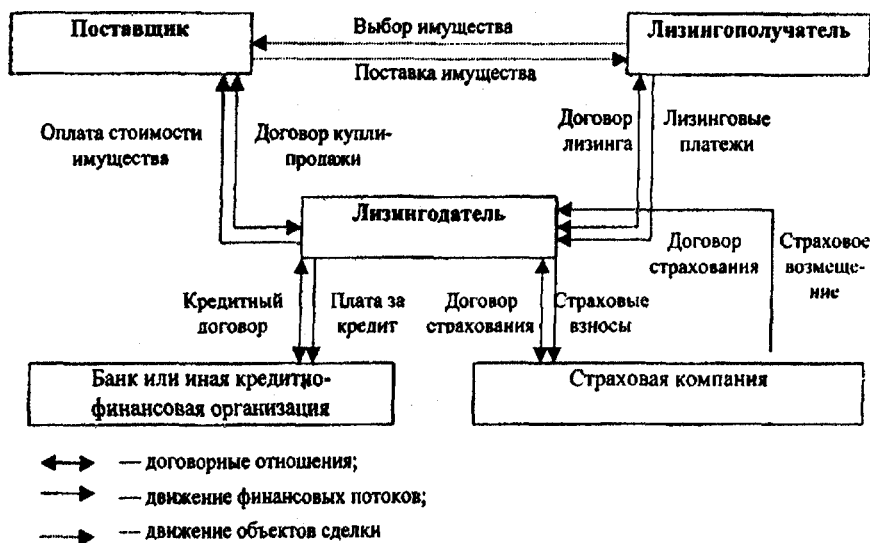 Поставщик
Выбор имущества
Лизингополучатель
Поставка имущества
Оплата стоимости
имущества
Договор купли-
продажи
Договор
лизинга
Лизинговые
платежи
Лизингодатель
Договор
страхования
Страховое
возмеще-
ние
Кредитный
договор
Плата за
кредит
Договор
страхования
Страховые
взносы
Банк или иная кредитно-
финансовая организация
Страховая компания
— договорные отношения;
— движение финансовых потоков;
— движение объектов сделки